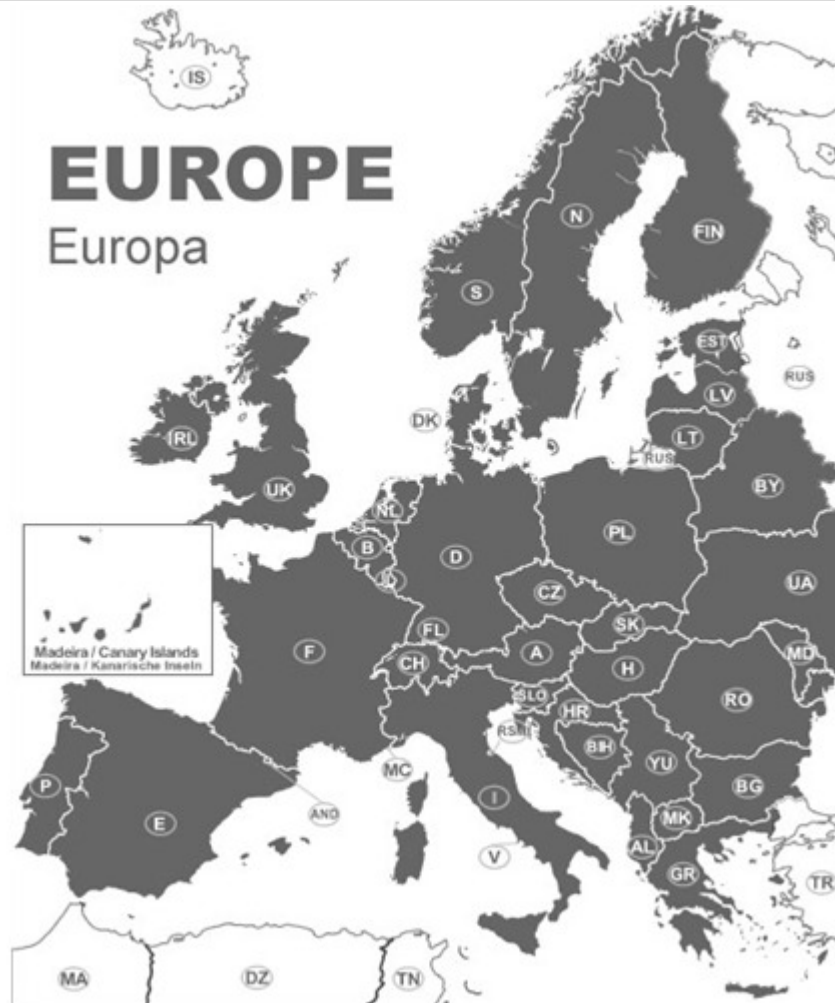 IS
EUROPE
Europa
N
FIN
S
EST
RUS
LV
DK
IRL
LT
RUS
UK
BY
NL
PL
B
D
UA
CZ
SK
FL
Madeira / Canary Islands
Madeira / Kanarische Inseln
F
CH
A
H
MD
SLO
RO
HR
RSM
BIH
YU
MC
P
BG
I
AND
MK
E
AL
V
GR
TR
MA
DZ
TN